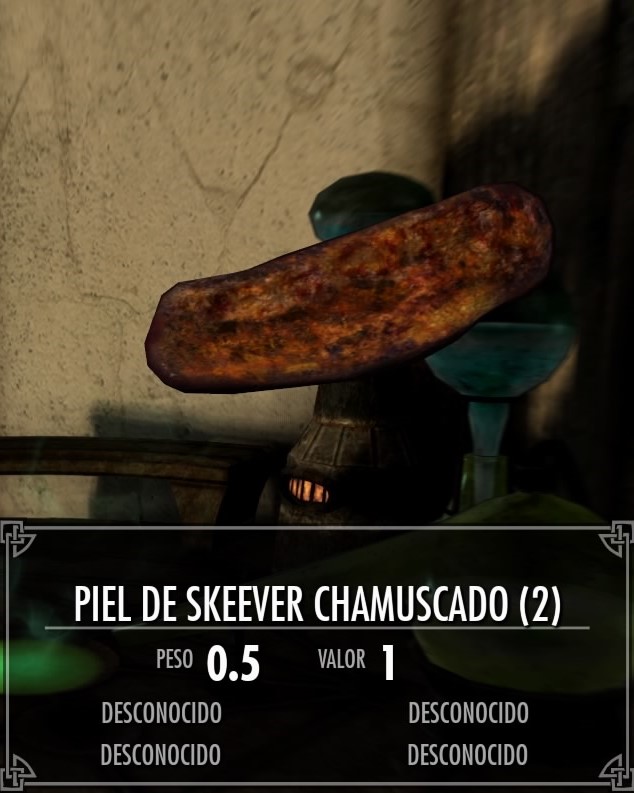 PIEL DE SKEEVER CHAMUSCADO (2)
PESO 0.5 VALOR 1
DESCONOCIDO DESCONOCIDO
DESCONOCIDO DESCONOCIDO